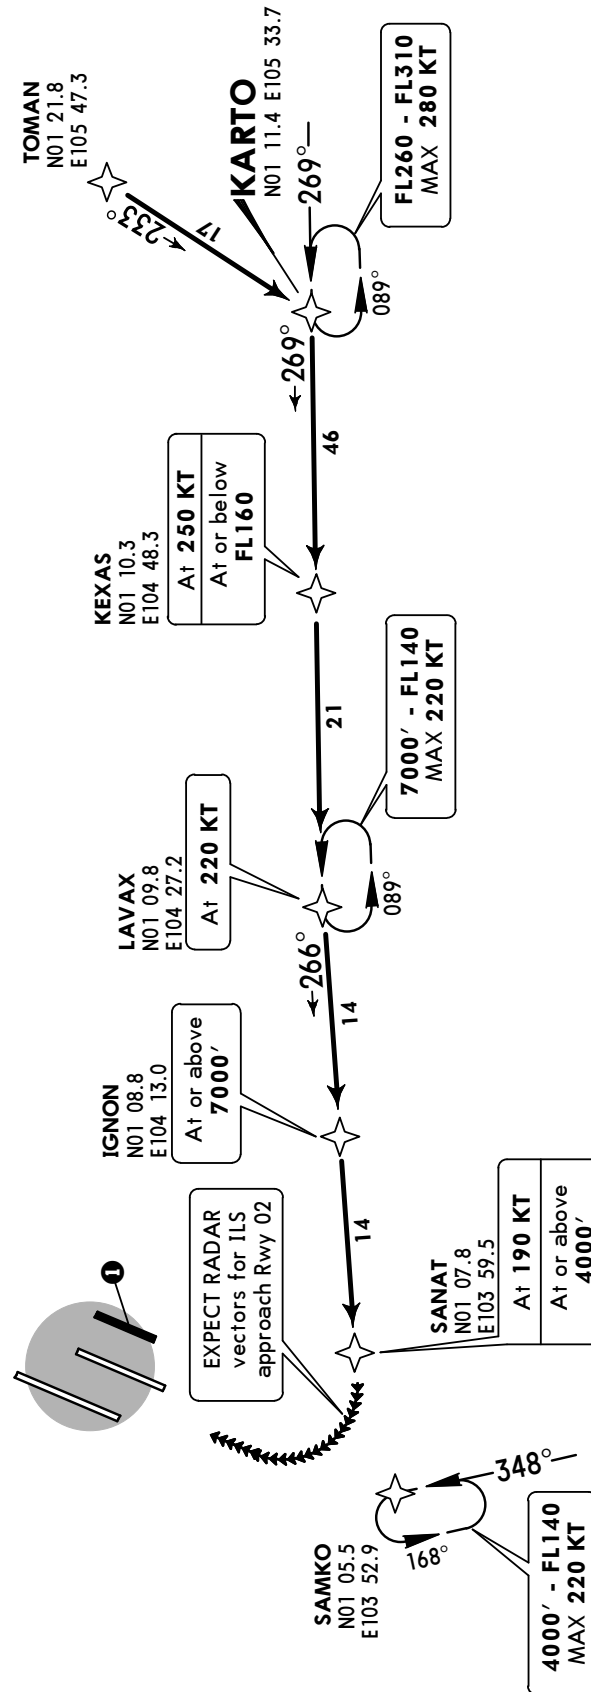 TOMAN
N01 21.8
E105 47.3
233°
17
KARTO
N01 11.4 E105 33.7
269°
FL260 - FL310
MAX 280 KT
089°
269°
46
KEXAS
N01 10.3
E104 48.3
At 250 KT
At or below
FL160
21
7000' - FL140
MAX 220 KT
LAVAX
N01 09.8
E104 27.2
At 220 KT
089°
266°
14
IGNON
N01 08.8
E104 13.0
At or above
7000'
14
1
EXPECT RADAR
vectors for ILS
approach Rwy 02
SANAT
N01 07.8
E103 59.5
At 190 KT
At or above
4000'
SAMKO
N01 05.5
E103 52.9
348°
168°
4000' - FL140
MAX 220 KT